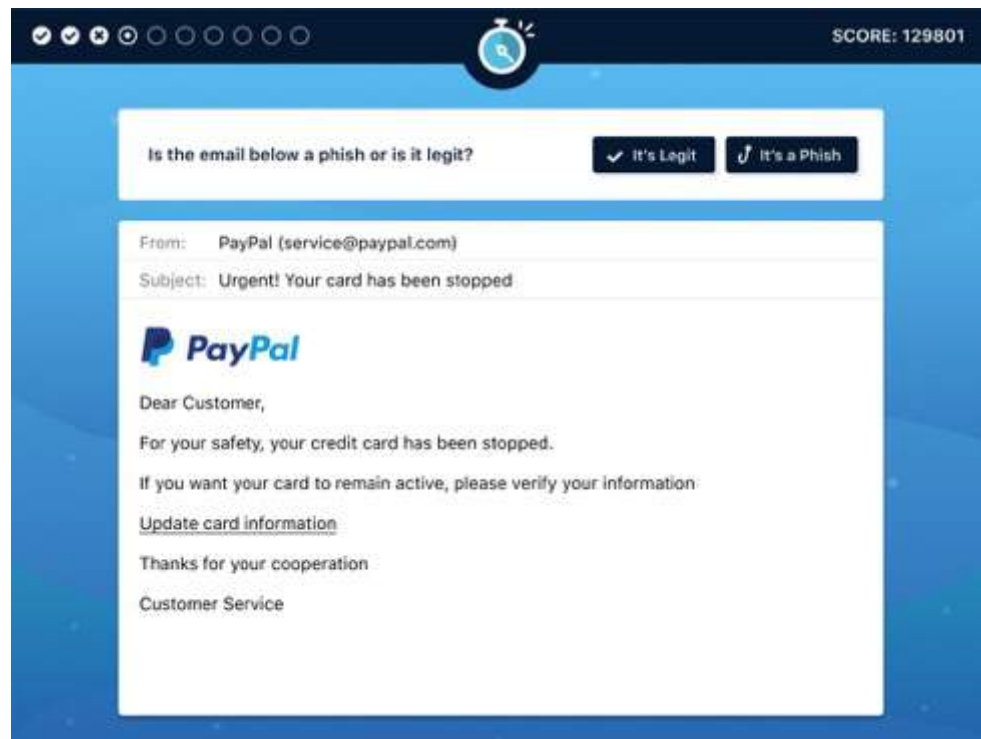 SCORE: 129801
Is the email below a phish or is it legit?
It's Legit
It's a Phish
From: PayPal (service@paypal.com)
Subject: Urgent! Your card has been stopped
PayPal
Dear Customer,
For your safety, your credit card has been stopped.
If you want your card to remain active, please verify your information
Update card information
Thanks for your cooperation
Customer Service